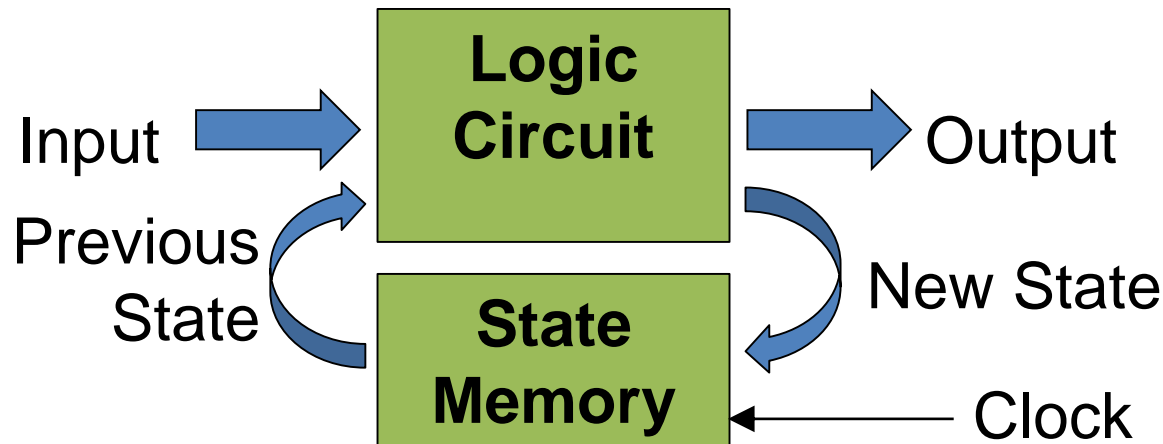 Logic
Circuit
Input
Output
Previous
State
New State
State
Memory
Clock